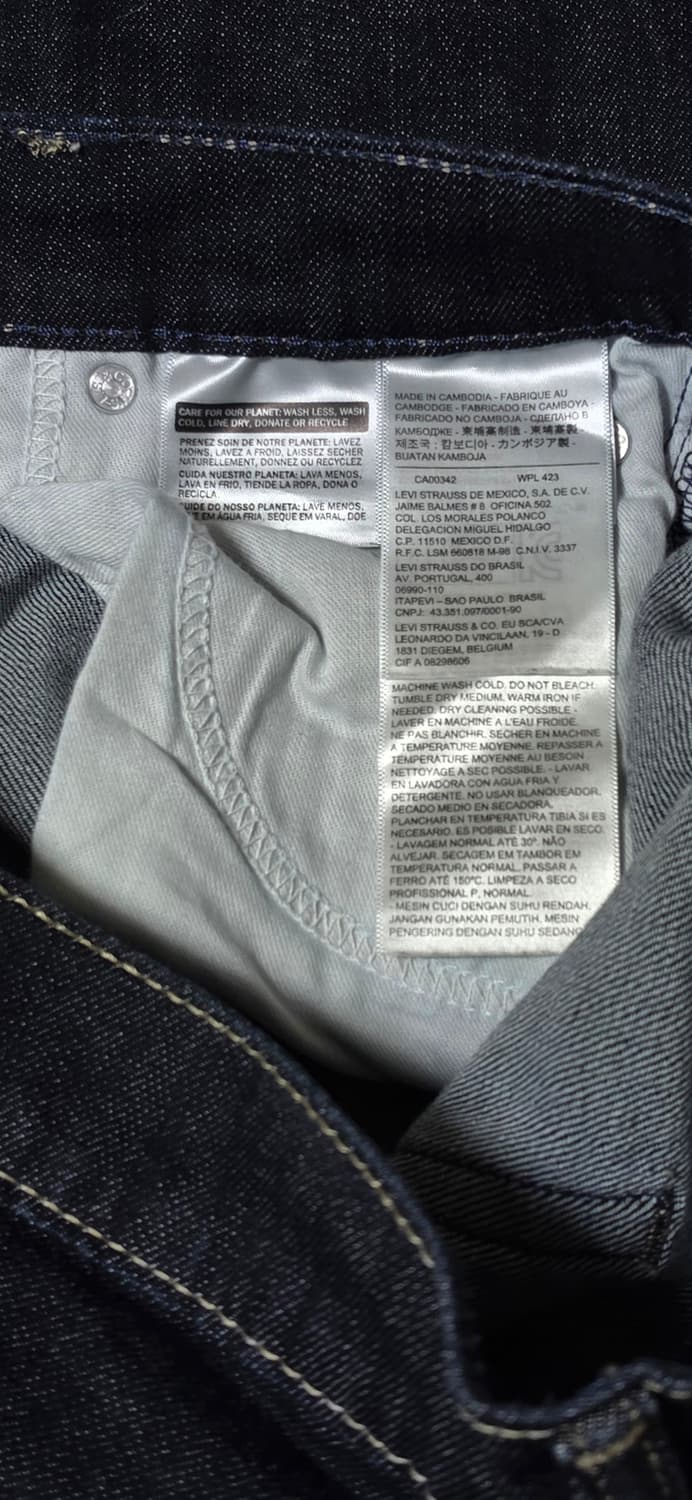 CARE FOR OUR PLANET: WASH LESS, WASH
COLD, LINE DRY, DONATE OR RECYCLE
PRENEZ SOIN DE NOTRE PLANETE: LAVEZ
MOINS, LAVEZ A FROID, LAISSEZ SECHER
NATURELLEMENT, DONNEZ OU RECYCLEZ
CUIDA NUESTRO PLANETA: LAVA MENOS,
LAVA EN FRIO, TIENDE LA ROPA, DONA O
RECICLA
CUIDE DO NOSSO PLANETA: LAVE MENOS,
EM ÁGUA FRIA, SEQUE EM VARAL, DOE
MADE IN CAMBODIA - FABRIQUE AU
CAMBODGE - FABRICADO EN CAMBOYA -
FABRICADO NO CAMBOJA - СДЕЛАНО В
КАМБОДЖЕ - 柬埔寨制造 - 柬埔寨製 -
제조국 : 캄보디아 - カンボジア製 -
BUATAN KAMBOJA
CA00342 WPL 423
LEVI STRAUSS DE MEXICO, S.A. DE C.V.
JAIME BALMES # 8 OFICINA 502
COL. LOS MORALES POLANCO
DELEGACION MIGUEL HIDALGO
C.P. 11510 MEXICO D.F.
R.F.C. LSM 660818 M-98 C.N.I.V. 3337
LEVI STRAUSS DO BRASIL
AV. PORTUGAL, 400
06990-110
ITAPEVI – SAO PAULO BRASIL
CNPJ: 43.351.097/0001-90
LEVI STRAUSS & CO. EU SCA/CVA
LEONARDO DA VINCILAAN, 19 - D
1831 DIEGEM, BELGIUM
CIF A 08298606
MACHINE WASH COLD. DO NOT BLEACH.
TUMBLE DRY MEDIUM. WARM IRON IF
NEEDED. DRY CLEANING POSSIBLE -
LAVER EN MACHINE A L'EAU FROIDE.
NE PAS BLANCHIR. SECHER EN MACHINE
A TEMPERATURE MOYENNE. REPASSER A
TEMPERATURE MOYENNE AU BESOIN
NETTOYAGE A SEC POSSIBLE. - LAVAR
EN LAVADORA CON AGUA FRIA Y
DETERGENTE. NO USAR BLANQUEADOR.
SECADO MEDIO EN SECADORA.
PLANCHAR EN TEMPERATURA TIBIA SI ES
NECESARIO. ES POSIBLE LAVAR EN SECO.
- LAVAGEM NORMAL ATÉ 30º. NÃO
ALVEJAR. SECAGEM EM TAMBOR EM
TEMPERATURA NORMAL. PASSAR A
FERRO ATÉ 150ºC. LIMPEZA A SECO
PROFISSIONAL P, NORMAL.
- MESIN CUCI DENGAN SUHU RENDAH.
JANGAN GUNAKAN PEMUTIH. MESIN
PENGERING DENGAN SUHU SEDANG